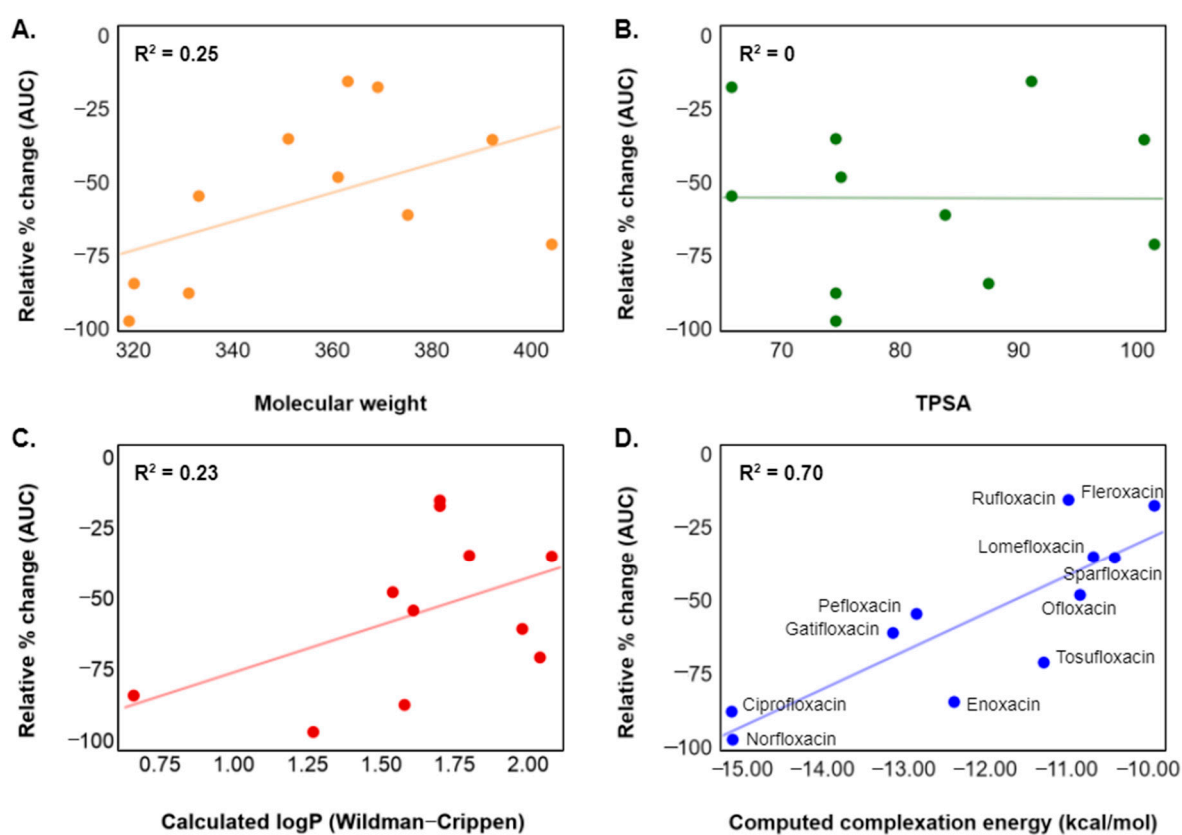 A.
R² = 0.25
Relative % change (AUC)
0
−25
−50
−75
−100
320 340 360 380 400
Molecular weight
B.
R² = 0
Relative % change (AUC)
0
−25
−50
−75
−100
70 80 90 100
TPSA
C.
R² = 0.23
Relative % change (AUC)
0
−25
−50
−75
−100
0.75 1.00 1.25 1.50 1.75 2.00
Calculated logP (Wildman−Crippen)
D.
R² = 0.70
Relative % change (AUC)
0
−25
−50
−75
−100
Rufloxacin
Fleroxacin
Lomefloxacin
Sparfloxacin
Ofloxacin
Pefloxacin
Gatifloxacin
Tosufloxacin
Ciprofloxacin
Enoxacin
Norfloxacin
−15.00 −14.00 −13.00 −12.00 −11.00 −10.00
Computed complexation energy (kcal/mol)